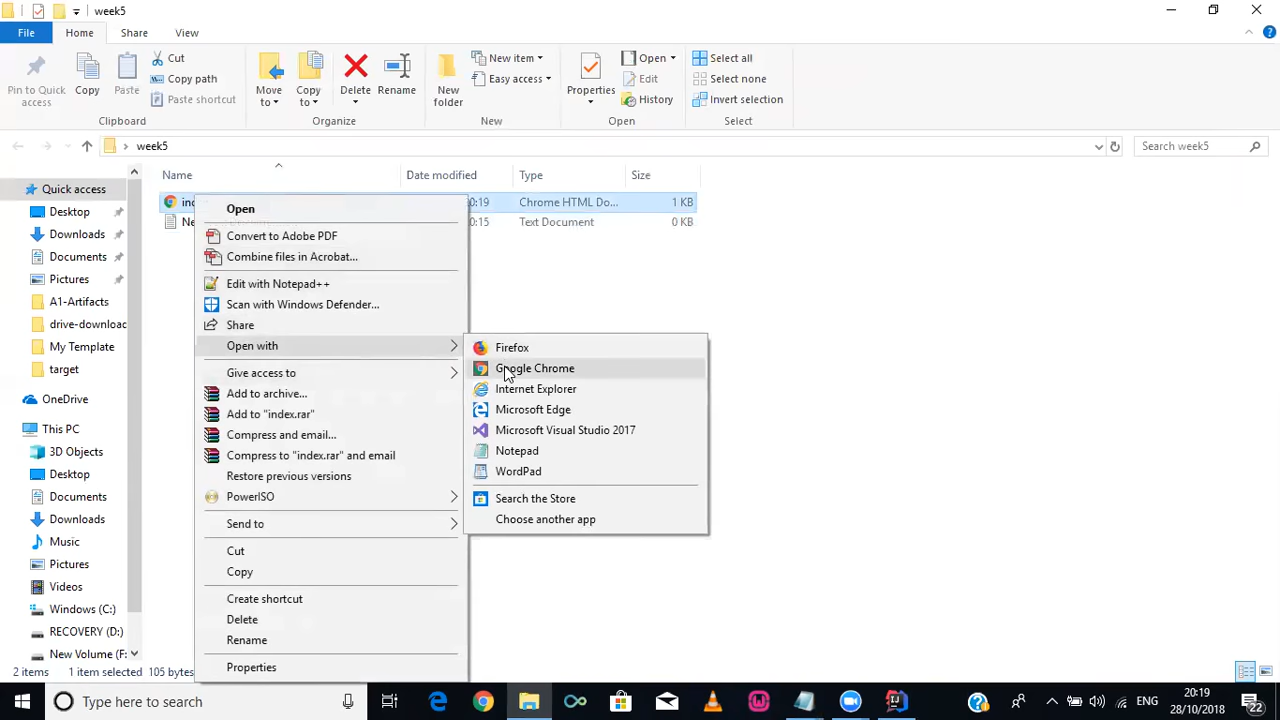 week5
File Home Share View
Pin to Quick access
Copy
Paste
Cut
Copy path
Paste shortcut
Clipboard
Move to
Copy to
Delete
Rename
Organize
New folder
New item
Easy access
New
Properties
Open
Edit
History
Open
Select all
Select none
Invert selection
Select
week5
Search week5
Name Date modified Type Size
0:19 Chrome HTML Do... 1 KB
0:15 Text Document 0 KB
Quick access
Desktop
Downloads
Documents
Pictures
A1-Artifacts
drive-downloac
My Template
target
OneDrive
This PC
3D Objects
Desktop
Documents
Downloads
Music
Pictures
Videos
Windows (C:)
RECOVERY (D:)
New Volume (F:
Open
Convert to Adobe PDF
Combine files in Acrobat...
Edit with Notepad++
Scan with Windows Defender...
Share
Open with
Give access to
Add to archive...
Add to "index.rar"
Compress and email...
Compress to "index.rar" and email
Restore previous versions
PowerISO
Send to
Cut
Copy
Create shortcut
Delete
Rename
Properties
Firefox
Google Chrome
Internet Explorer
Microsoft Edge
Microsoft Visual Studio 2017
Notepad
WordPad
Search the Store
Choose another app
2 items 1 item selected 105 bytes
Type here to search
ENG
20:19
28/10/2018
22